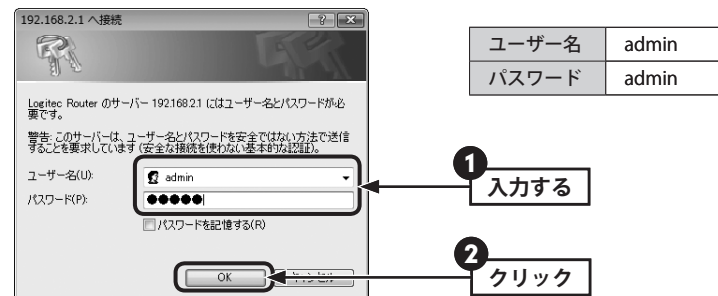 192.168.2.1 へ接続
Logitec Router のサーバー 192.168.2.1 にはユーザー名とパスワードが必
要です。
警告: このサーバーは、ユーザー名とパスワードを安全ではない方法で送信
することを要求しています (安全な接続を使わない基本的な認証)。
ユーザー名(U):
admin
パスワード(P):
●●●●●
パスワードを記憶する(R)
OK
キャンセル
ユーザー名 admin
パスワード admin
1
入力する
2
クリック